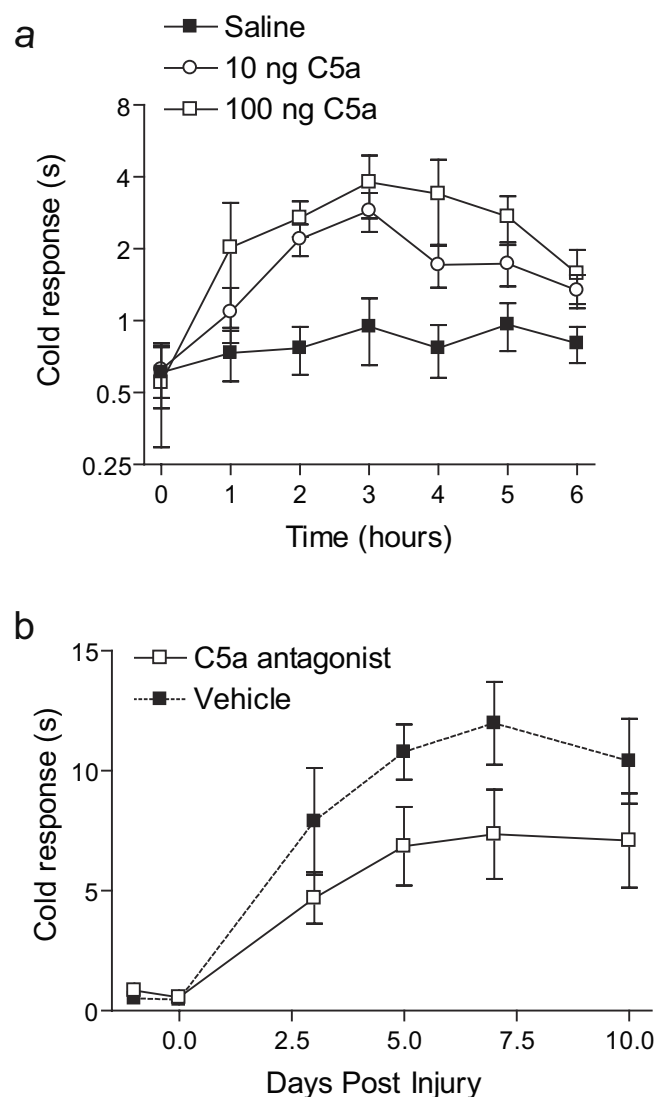 a
Saline
10 ng C5a
100 ng C5a
8
4
2
1
0.5
0.25
Cold response (s)
0 1 2 3 4 5 6
Time (hours)
b
15
10
5
0
C5a antagonist
Vehicle
Cold response (s)
0.0 2.5 5.0 7.5 10.0
Days Post Injury